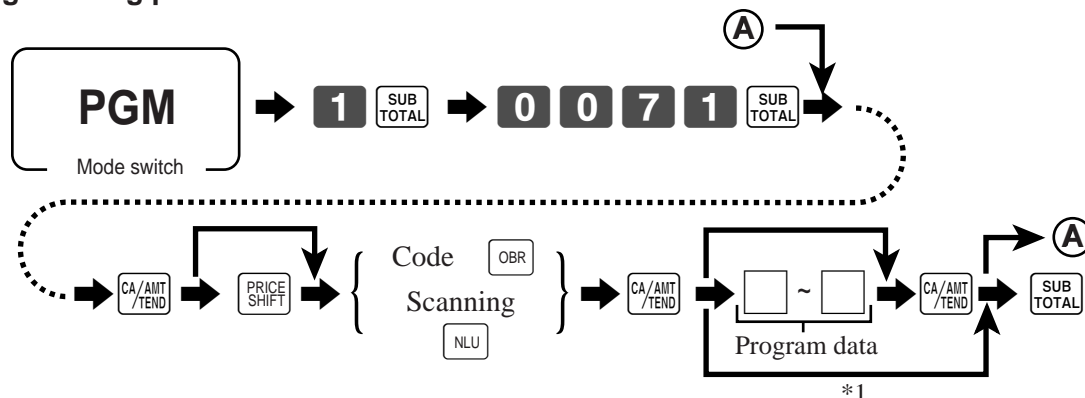 A
PGM
Mode switch
1 SUB TOTAL 0 0 7 1 SUB TOTAL
CA/AMT /TEND
PRICE SHIFT
Code OBR
Scanning
NLU
CA/AMT /TEND
~
Program data
CA/AMT /TEND
A
SUB TOTAL
*1